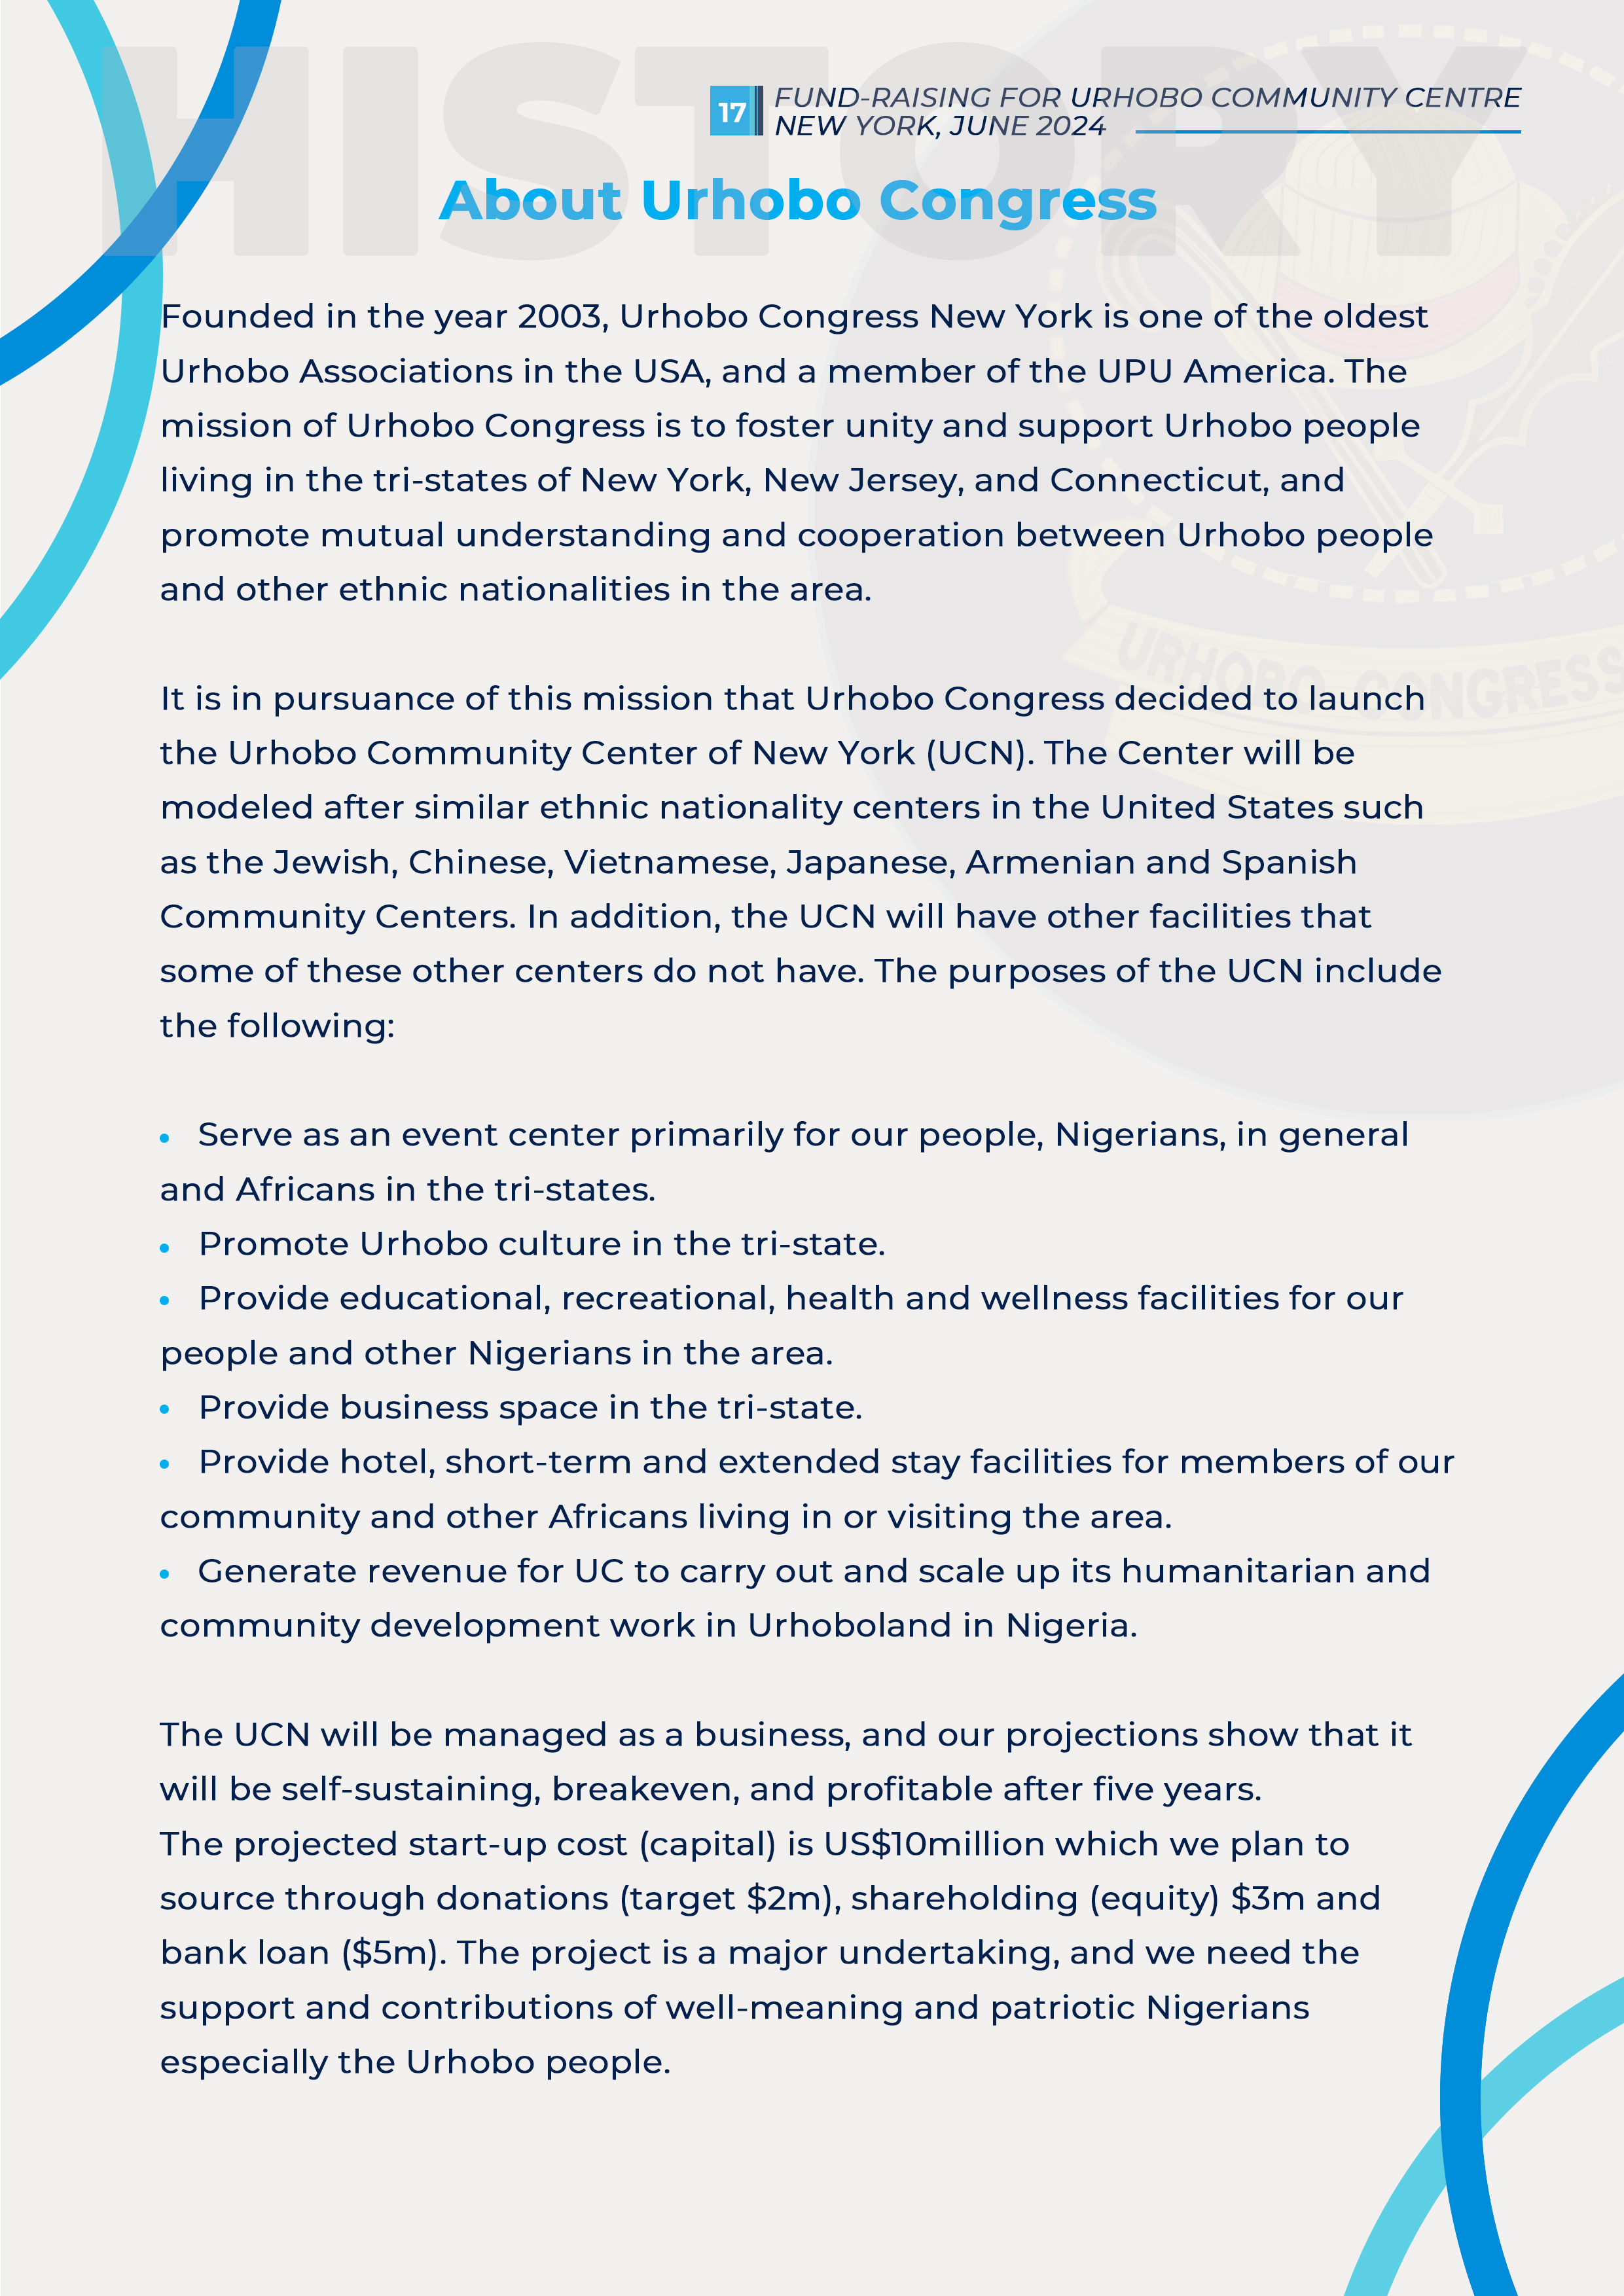 HISTORY
17
FUND-RAISING FOR URHOBO COMMUNITY CENTRE
NEW YORK, JUNE 2024
About Urhobo Congress
Founded in the year 2003, Urhobo Congress New York is one of the oldest
Urhobo Associations in the USA, and a member of the UPU America. The
mission of Urhobo Congress is to foster unity and support Urhobo people
living in the tri-states of New York, New Jersey, and Connecticut, and
promote mutual understanding and cooperation between Urhobo people
and other ethnic nationalities in the area.
URHOBO CONGRESS
It is in pursuance of this mission that Urhobo Congress decided to launch
the Urhobo Community Center of New York (UCN). The Center will be
modeled after similar ethnic nationality centers in the United States such
as the Jewish, Chinese, Vietnamese, Japanese, Armenian and Spanish
Community Centers. In addition, the UCN will have other facilities that
some of these other centers do not have. The purposes of the UCN include
the following:
• Serve as an event center primarily for our people, Nigerians, in general
and Africans in the tri-states.
• Promote Urhobo culture in the tri-state.
• Provide educational, recreational, health and wellness facilities for our
people and other Nigerians in the area.
• Provide business space in the tri-state.
• Provide hotel, short-term and extended stay facilities for members of our
community and other Africans living in or visiting the area.
• Generate revenue for UC to carry out and scale up its humanitarian and
community development work in Urhoboland in Nigeria.
The UCN will be managed as a business, and our projections show that it
will be self-sustaining, breakeven, and profitable after five years.
The projected start-up cost (capital) is US$10million which we plan to
source through donations (target $2m), shareholding (equity) $3m and
bank loan ($5m). The project is a major undertaking, and we need the
support and contributions of well-meaning and patriotic Nigerians
especially the Urhobo people.